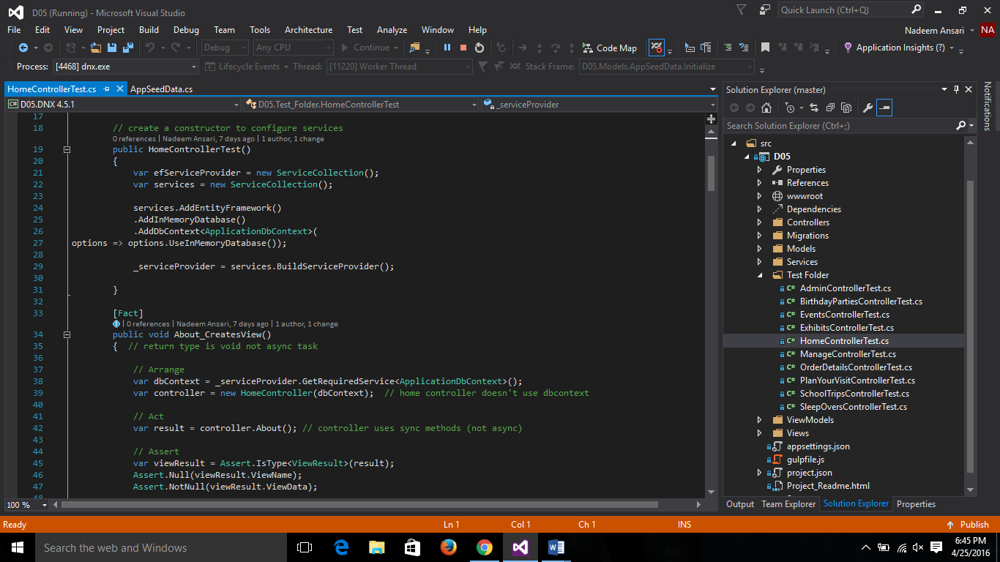 D05 (Running) - Microsoft Visual Studio
Quick Launch (Ctrl+Q)
File Edit View Project Build Debug Team Tools Architecture Test Analyze Window Help
Nadeem Ansari NA
Debug Any CPU Continue Code Map Application Insights (?)
Process: [4468] dnx.exe Lifecycle Events Thread: [11220] Worker Thread Stack Frame: D05.Models.AppSeedData.Initialize
HomeControllerTest.cs AppSeedData.cs
D05.DNX 4.5.1 D05.Test_Folder.HomeControllerTest _serviceProvider
17
18 // create a constructor to configure services
0 references | Nadeem Ansari, 7 days ago | 1 author, 1 change
19 public HomeControllerTest()
20 {
21 var efServiceProvider = new ServiceCollection();
22 var services = new ServiceCollection();
23
24 services.AddEntityFramework()
25 .AddInMemoryDatabase()
26 .AddDbContext<ApplicationDbContext>(
27 options => options.UseInMemoryDatabase());
28
29 _serviceProvider = services.BuildServiceProvider();
30
31 }
32
33 [Fact]
0 references | Nadeem Ansari, 7 days ago | 1 author, 1 change
34 public void About_CreatesView()
35 { // return type is void not async task
36
37 // Arrange
38 var dbContext = _serviceProvider.GetRequiredService<ApplicationDbContext>();
39 var controller = new HomeController(dbContext); // home controller doesn't use dbcontext
40
41 // Act
42 var result = controller.About(); // controller uses sync methods (not async)
43
44 // Assert
45 var viewResult = Assert.IsType<ViewResult>(result);
46 Assert.Null(viewResult.ViewName);
47 Assert.NotNull(viewResult.ViewData);
100 %
Solution Explorer (master)
Search Solution Explorer (Ctrl+;)
src
D05
Properties
References
wwwroot
Dependencies
Controllers
Migrations
Models
Services
Test Folder
C# AdminControllerTest.cs
C# BirthdayPartiesControllerTest.cs
C# EventsControllerTest.cs
C# ExhibitsControllerTest.cs
C# HomeControllerTest.cs
C# ManageControllerTest.cs
C# OrderDetailsControllerTest.cs
C# PlanYourVisitControllerTest.cs
C# SchoolTripsControllerTest.cs
C# SleepOversControllerTest.cs
ViewModels
Views
appsettings.json
gulpfile.js
project.json
Project_Readme.html
Output Team Explorer Solution Explorer Properties
Notifications
Ready Ln 1 Col 1 Ch 1 INS Publish
Search the web and Windows
6:45 PM
4/25/2016